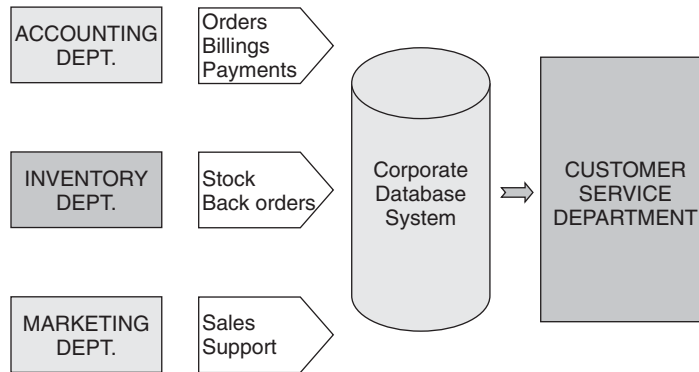 ACCOUNTING
DEPT.
Orders
Billings
Payments
INVENTORY
DEPT.
Stock
Back orders
Corporate
Database
System
CUSTOMER
SERVICE
DEPARTMENT
MARKETING
DEPT.
Sales
Support